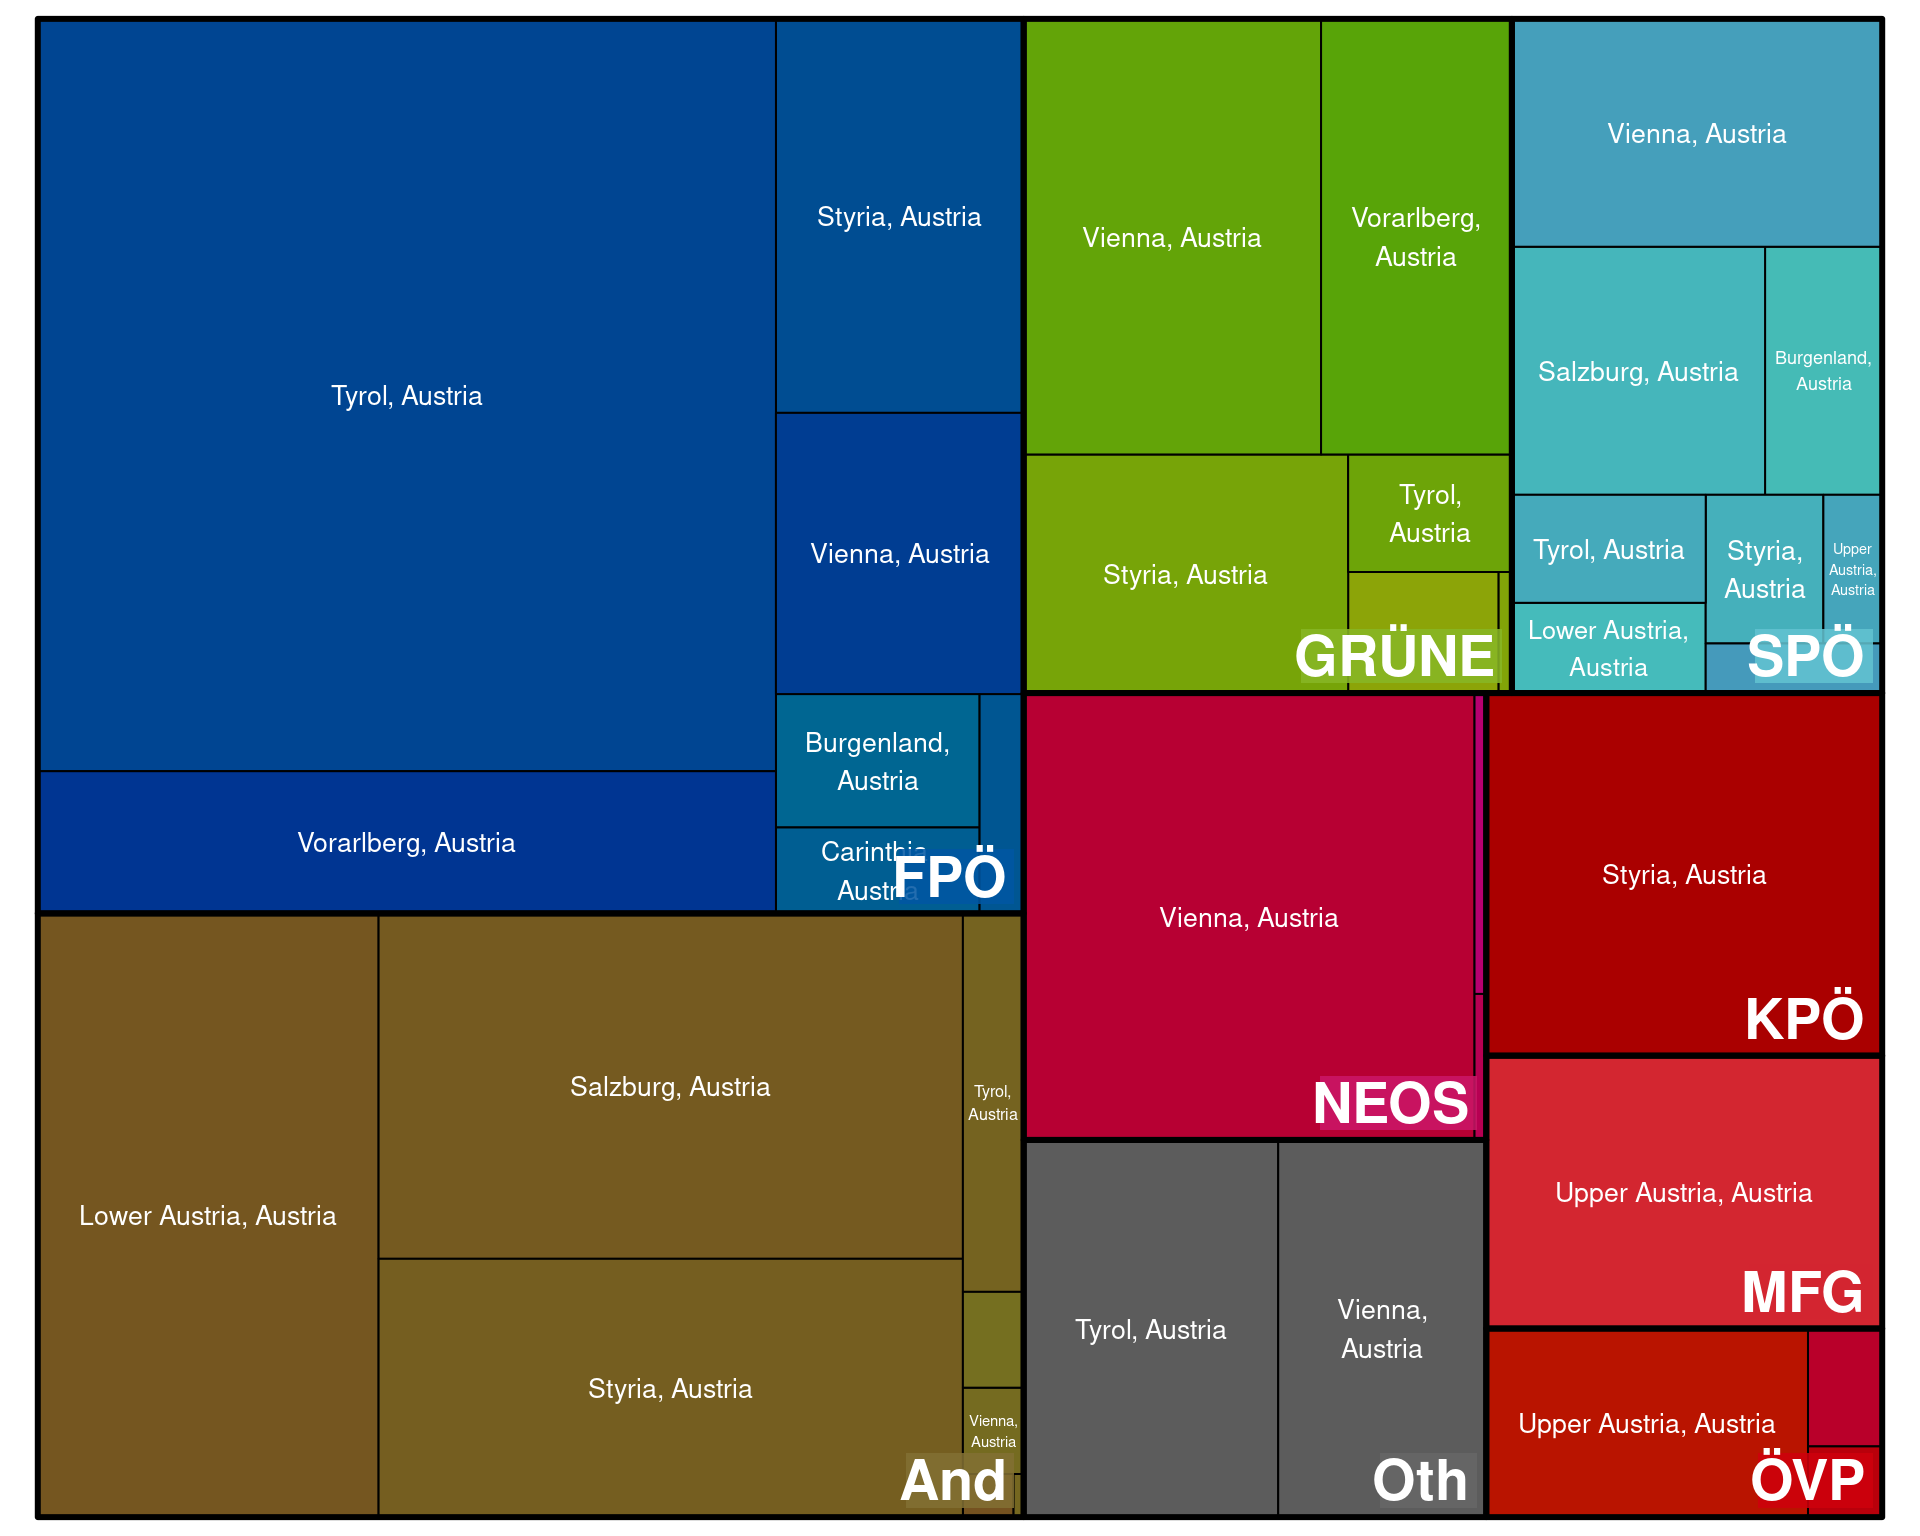 Tyrol, Austria
Styria, Austria
Vienna, Austria
Vorarlberg, Austria
Burgenland,
Austria
Carinthia,
Austria
FPÖ
Lower Austria, Austria
Salzburg, Austria
Styria, Austria
Tyrol,
Austria
Vienna,
Austria
And
Vienna, Austria
Vorarlberg,
Austria
Styria, Austria
Tyrol,
Austria
GRÜNE
Vienna, Austria
Salzburg, Austria
Burgenland,
Austria
Tyrol, Austria
Styria,
Austria
Upper
Austria,
Austria
Lower Austria,
Austria
SPÖ
Vienna, Austria
NEOS
Styria, Austria
KPÖ
Upper Austria, Austria
MFG
Tyrol, Austria
Vienna,
Austria
Oth
Upper Austria, Austria
ÖVP